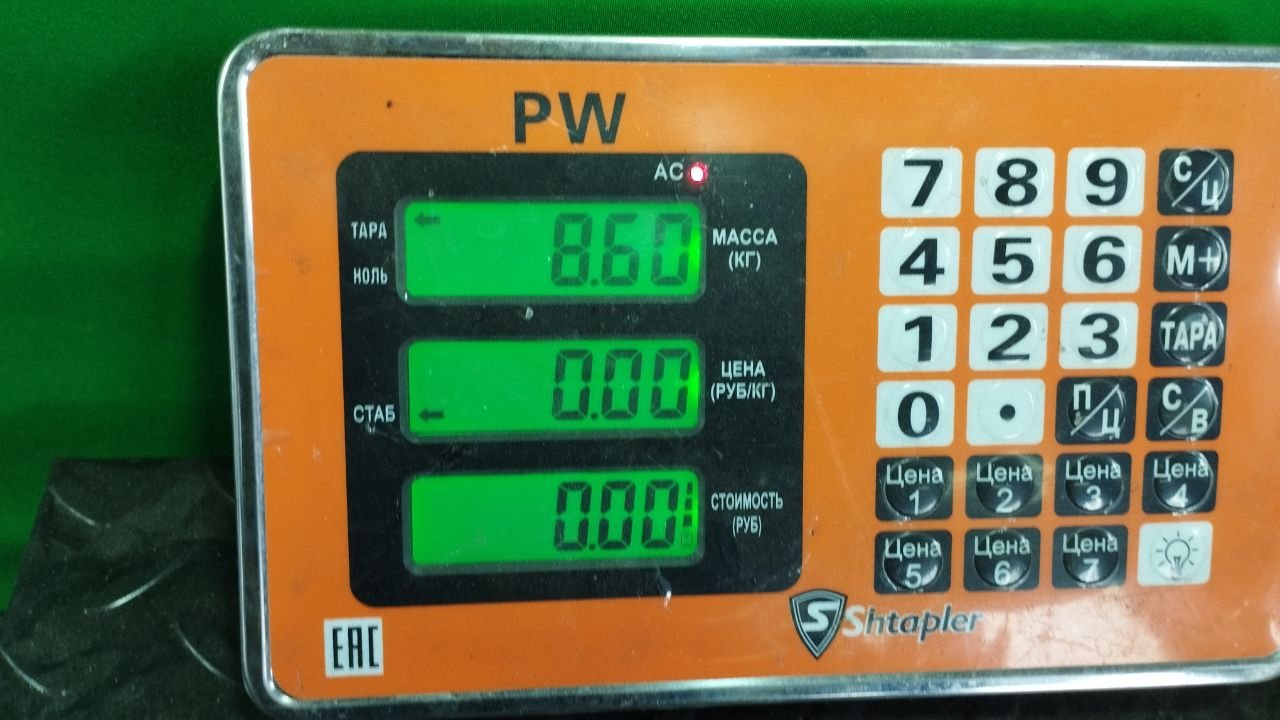 PW
AC
ТАРА
НОЛЬ
8.60
МАССА
(КГ)
СТАБ
0.00
ЦЕНА
(РУБ/КГ)
0.00
СТОИМОСТЬ
(РУБ)
7 8 9 С/Ц
4 5 6 М+
1 2 3 ТАРА
0 • П/Ц С/В
Цена 1 Цена 2 Цена 3 Цена 4
Цена 5 Цена 6 Цена 7
S Shtapler
EAC